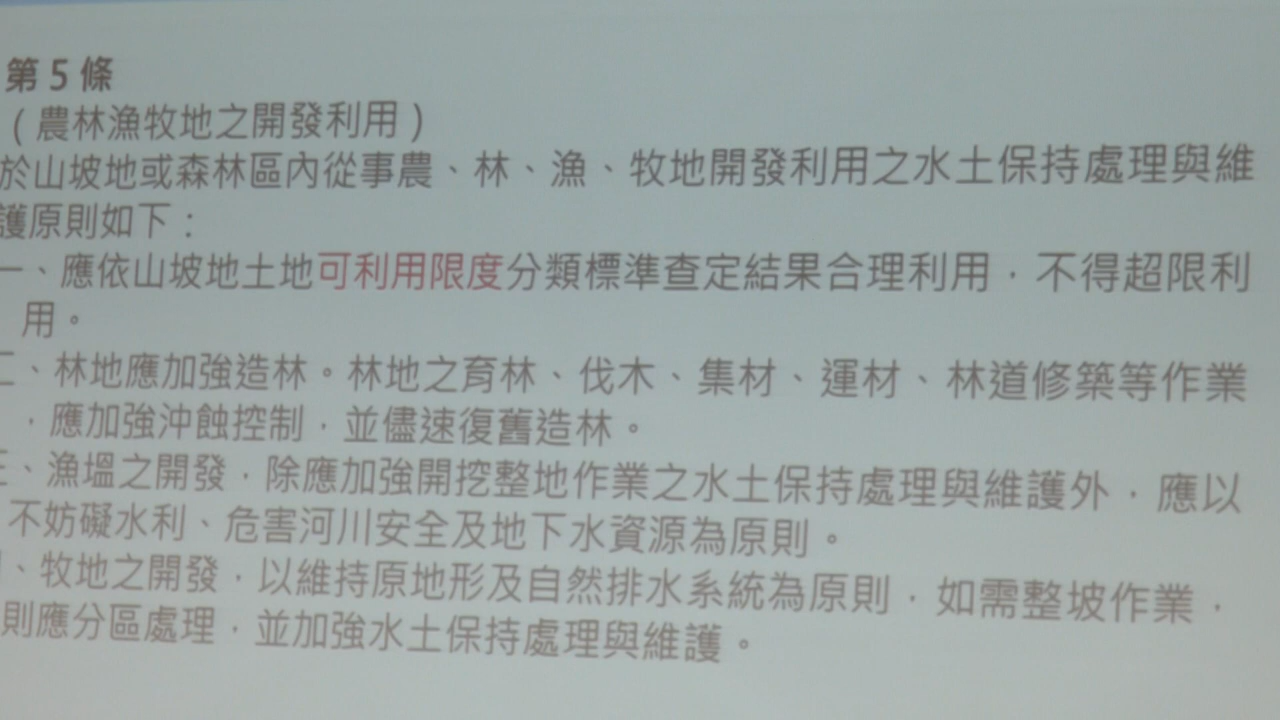 第 5 條
（農林漁牧地之開發利用）
於山坡地或森林區內從事農、林、漁、牧地開發利用之水土保持處理與維
護原則如下：
一、應依山坡地土地可利用限度分類標準查定結果合理利用，不得超限利
用。
二、林地應加強造林。林地之育林、伐木、集材、運材、林道修築等作業
，應加強沖蝕控制，並儘速復舊造林。
三、漁塭之開發，除應加強開挖整地作業之水土保持處理與維護外，應以
不妨礙水利、危害河川安全及地下水資源為原則。
、牧地之開發，以維持原地形及自然排水系統為原則，如需整坡作業，
則應分區處理，並加強水土保持處理與維護。